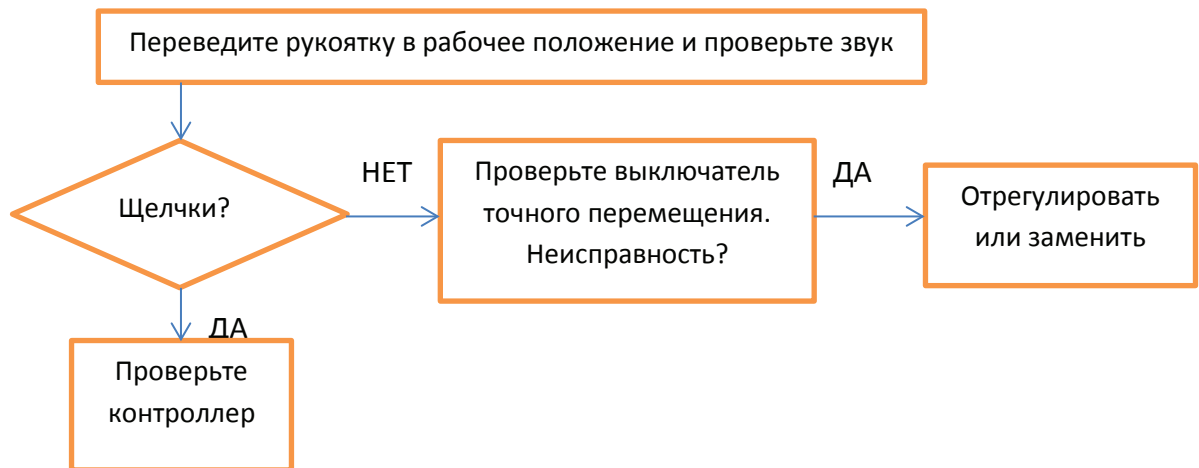 Переведите рукоятку в рабочее положение и проверьте звук
Щелчки?
НЕТ
Проверьте выключатель
точного перемещения.
Неисправность?
ДА
Отрегулировать
или заменить
ДА
Проверьте
контроллер